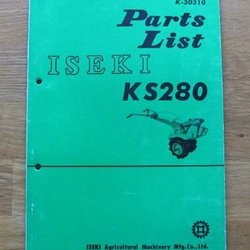 K-30310
Parts
List
ISEKI
KS280
ISEKI Agricultural Machinery Mfg.Co.,Ltd.